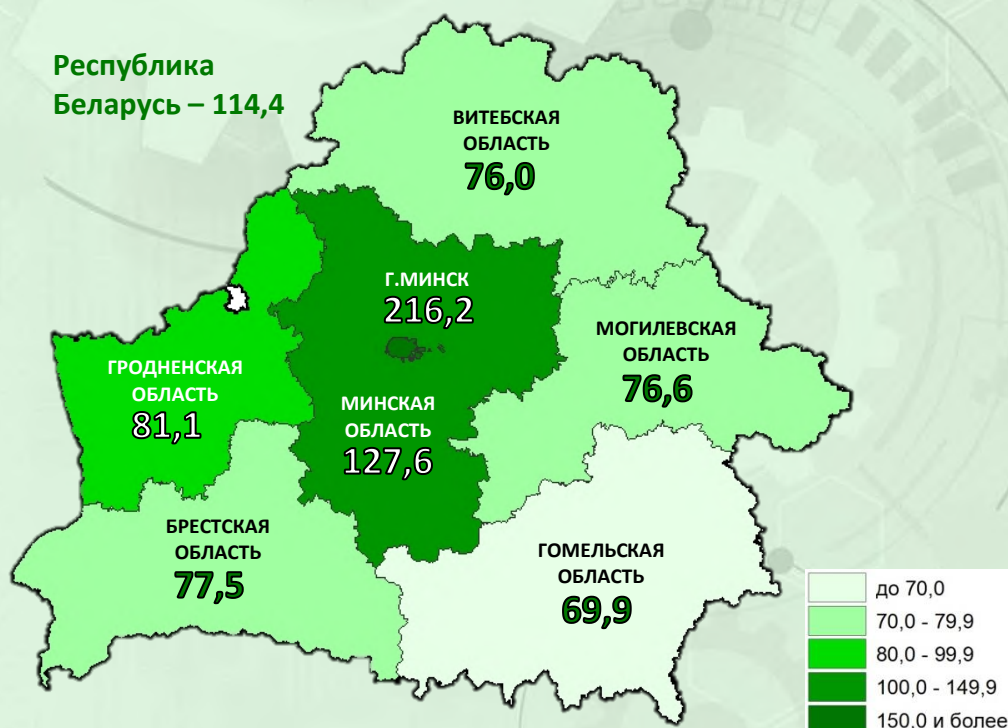 Республика
Беларусь – 114,4
ВИТЕБСКАЯ
ОБЛАСТЬ
76,0
Г.МИНСК
216,2
МОГИЛЕВСКАЯ
ОБЛАСТЬ
76,6
ГРОДНЕНСКАЯ
ОБЛАСТЬ
81,1
МИНСКАЯ
ОБЛАСТЬ
127,6
БРЕСТСКАЯ
ОБЛАСТЬ
77,5
ГОМЕЛЬСКАЯ
ОБЛАСТЬ
69,9
до 70,0
70,0 - 79,9
80,0 - 99,9
100,0 - 149,9
150,0 и более